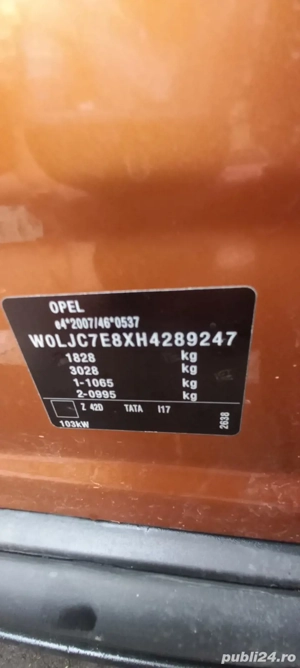 OPEL
e4*2007/46*0537
W0LJC7E8XH4289247
1828 kg
3028 kg
1-1065 kg
2-0995 kg
Z 42D TATA I17
103kW
2638
publi24.ro